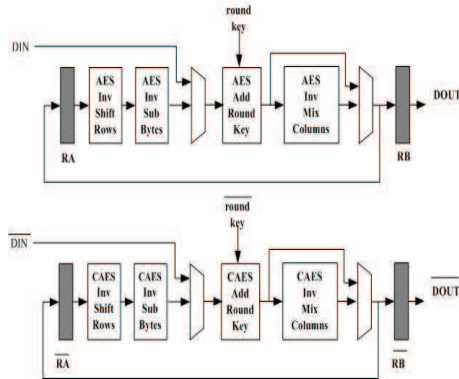 round
key
DIN
AES
Inv
Shift
Rows
AES
Inv
Sub
Bytes
AES
Add
Round
Key
AES
Inv
Mix
Columns
DOUT
RA
RB
round
key
DIN
CAES
Inv
Shift
Rows
CAES
Inv
Sub
Bytes
CAES
Add
Round
Key
CAES
Inv
Mix
Columns
DOUT
RA
RB